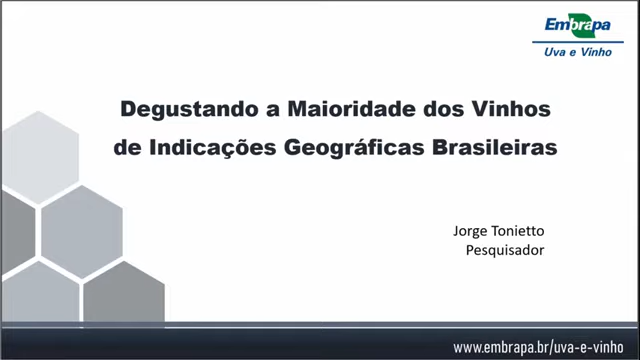 Embrapa
Uva e Vinho
Degustando a Maioridade dos Vinhos
de Indicações Geográficas Brasileiras
Jorge Tonietto
Pesquisador
www.embrapa.br/uva-e-vinho